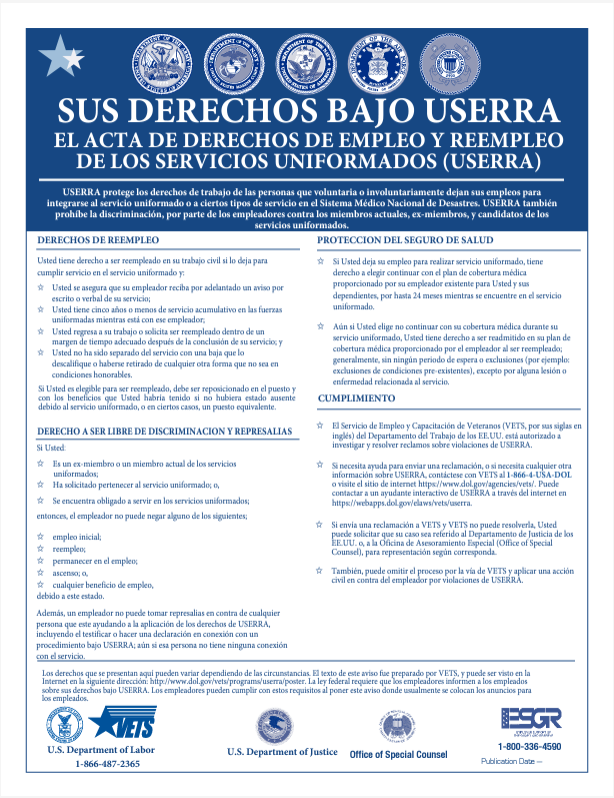 SUS DERECHOS BAJO USERRA
EL ACTA DE DERECHOS DE EMPLEO Y REEMPLEO
DE LOS SERVICIOS UNIFORMADOS (USERRA)
USERRA protege los derechos de trabajo de las personas que voluntaria o involuntariamente dejan sus empleos para
integrarse al servicio uniformado o a ciertos tipos de servicio en el Sistema Médico Nacional de Desastres. USERRA también
prohíbe la discriminación, por parte de los empleadores contra los miembros actuales, ex-miembros, y candidatos de los
servicios uniformados.
DERECHOS DE REEMPLEO
Usted tiene derecho a ser reempleado en su trabajo civil si lo deja para
cumplir servicio en el servicio uniformado y:
☆ Usted se asegura que su empleador reciba por adelantado un aviso por
escrito o verbal de su servicio;
☆ Usted tiene cinco años o menos de servicio acumulativo en las fuerzas
uniformadas mientras está con ese empleador;
☆ Usted regresa a su trabajo o solicita ser reempleado dentro de un
margen de tiempo adecuado después de la conclusión de su servicio; y
☆ Usted no ha sido separado del servicio con una baja que lo
descalifique o haberse retirado de cualquier otra forma que no sea en
condiciones honorables.
Si Usted es elegible para ser reempleado, debe ser reposicionado en el puesto y
con los beneficios que Usted habría tenido si no hubiera estado ausente
debido al servicio uniformado, o en ciertos casos, un puesto equivalente.
DERECHO A SER LIBRE DE DISCRIMINACION Y REPRESALIAS
Si Usted:
☆ Es un ex-miembro o un miembro actual de los servicios
uniformados;
☆ Ha solicitado pertenecer al servicio uniformado; o,
☆ Se encuentra obligado a servir en los servicios uniformados;
entonces, el empleador no puede negar alguno de los siguientes;
☆ empleo inicial;
☆ reempleo;
☆ permanecer en el empleo;
☆ ascenso; o,
☆ cualquier beneficio de empleo,
debido a este estado.
Además, un empleador no puede tomar represalias en contra de cualquier
persona que este ayudando a la aplicación de los derechos de USERRA,
incluyendo el testificar o hacer una declaración en conexión con un
procedimiento bajo USERRA; aún si esa persona no tiene ninguna conexión
con el servicio.
PROTECCION DEL SEGURO DE SALUD
☆ Si Usted deja su empleo para realizar servicio uniformado, tiene
derecho a elegir continuar con el plan de cobertura médica
proporcionado por su empleador existente para Usted y sus
dependientes, por hasta 24 meses mientras se encuentre en el servicio
uniformado.
☆ Aún si Usted elige no continuar con su cobertura médica durante su
servicio uniformado, Usted tiene derecho a ser readmitido en su plan de
cobertura médica proporcionado por el empleador al ser reempleado;
generalmente, sin ningún periodo de espera o exclusiones (por ejemplo:
exclusiones de condiciones pre-existentes), excepto por alguna lesión o
enfermedad relacionada al servicio.
CUMPLIMIENTO
☆ El Servicio de Empleo y Capacitación de Veteranos (VETS, por sus siglas en
inglés) del Departamento del Trabajo de los EE.UU. está autorizado a
investigar y resolver reclamos sobre violaciones de USERRA.
☆ Si necesita ayuda para enviar una reclamación, o si necesita cualquier otra
información sobre USERRA, contáctese con VETS al 1-866-4-USA-DOL
o visite el sitio de internet https://www.dol.gov/agencies/vets/. Puede
contactar a un ayudante interactivo de USERRA a través del internet en
https://webapps.dol.gov/elaws/vets/userra.
☆ Si envía una reclamación a VETS y VETS no puede resolverla, Usted
puede solicitar que su caso sea referido al Departamento de Justicia de los
EE.UU. o, a la Oficina de Asesoramiento Especial (Office of Special
Counsel), para representación según corresponda.
☆ También, puede omitir el proceso por la vía de VETS y aplicar una acción
civil en contra del empleador por violaciones de USERRA.
Los derechos que se presentan aquí pueden variar dependiendo de las circunstancias. El texto de este aviso fue preparado por VETS, y puede ser visto en la
Internet en la siguiente dirección: http://www.dol.gov/vets/programs/userra/poster. La ley federal requiere que los empleadores informen a los empleados
sobre sus derechos bajo USERRA. Los empleadores pueden cumplir con estos requisitos al poner este aviso donde usualmente se colocan los anuncios para
los empleados.
VETS
U.S. Department of Labor
1-866-487-2365
U.S. Department of Justice
Office of Special Counsel
ESGR
1-800-336-4590
Publication Date —